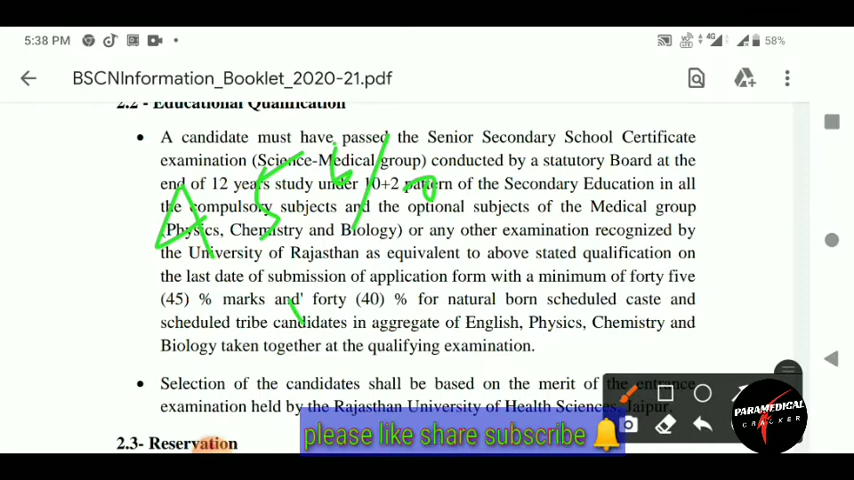 5:38 PM
4G
58%
BSCNInformation_Booklet_2020-21.pdf
2.2 - Educational Qualification
• A candidate must have passed the Senior Secondary School Certificate
examination (Science-Medical group) conducted by a statutory Board at the
end of 12 years study under 10+2 pattern of the Secondary Education in all
the compulsory subjects and the optional subjects of the Medical group
(Physics, Chemistry and Biology) or any other examination recognized by
the University of Rajasthan as equivalent to above stated qualification on
the last date of submission of application form with a minimum of forty five
(45) % marks and' forty (40) % for natural born scheduled caste and
scheduled tribe candidates in aggregate of English, Physics, Chemistry and
Biology taken together at the qualifying examination.
• Selection of the candidates shall be based on the merit of the entrance
examination held by the Rajasthan University of Health Sciences, Jaipur.
2.3- Reservation
45%
please like share subscribe
PARAMEDICAL
CRACKER